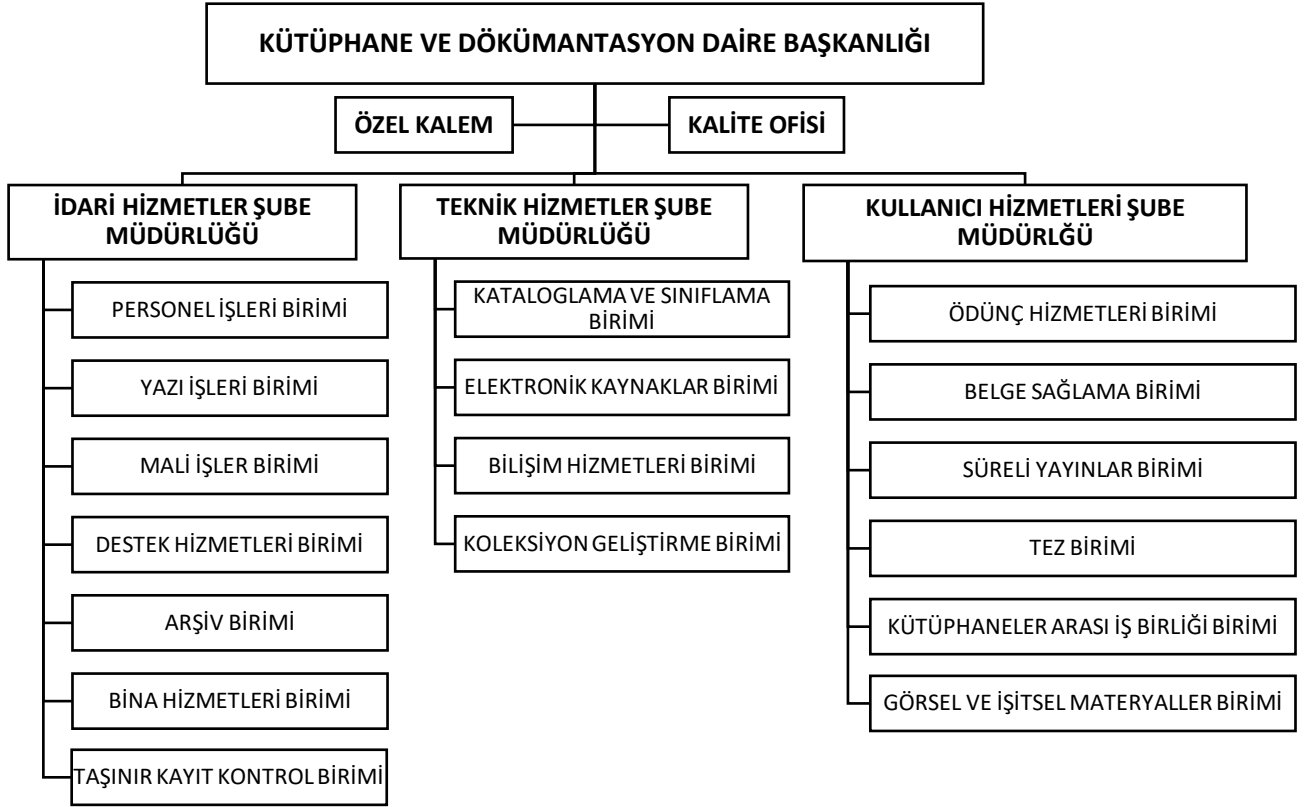 KÜTÜPHANE VE DÖKÜMANTASYON DAİRE BAŞKANLIĞI
ÖZEL KALEM
KALİTE OFİSİ
İDARİ HİZMETLER ŞUBE
MÜDÜRLÜĞÜ
PERSONEL İŞLERİ BİRİMİ
YAZI İŞLERİ BİRİMİ
MALİ İŞLER BİRİMİ
DESTEK HİZMETLERİ BİRİMİ
ARŞİV BİRİMİ
BİNA HİZMETLERİ BİRİMİ
TAŞINIR KAYIT KONTROL BİRİMİ
TEKNİK HİZMETLER ŞUBE
MÜDÜRLÜĞÜ
KATALOGLAMA VE SINIFLAMA
BİRİMİ
ELEKTRONİK KAYNAKLAR BİRİMİ
BİLİŞİM HİZMETLERİ BİRİMİ
KOLEKSİYON GELİŞTİRME BİRİMİ
KULLANICI HİZMETLERİ ŞUBE
MÜDÜRLĞÜ
ÖDÜNÇ HİZMETLERİ BİRİMİ
BELGE SAĞLAMA BİRİMİ
SÜRELİ YAYINLAR BİRİMİ
TEZ BİRİMİ
KÜTÜPHANELER ARASI İŞ BİRLİĞİ BİRİMİ
GÖRSEL VE İŞİTSEL MATERYALLER BİRİMİ